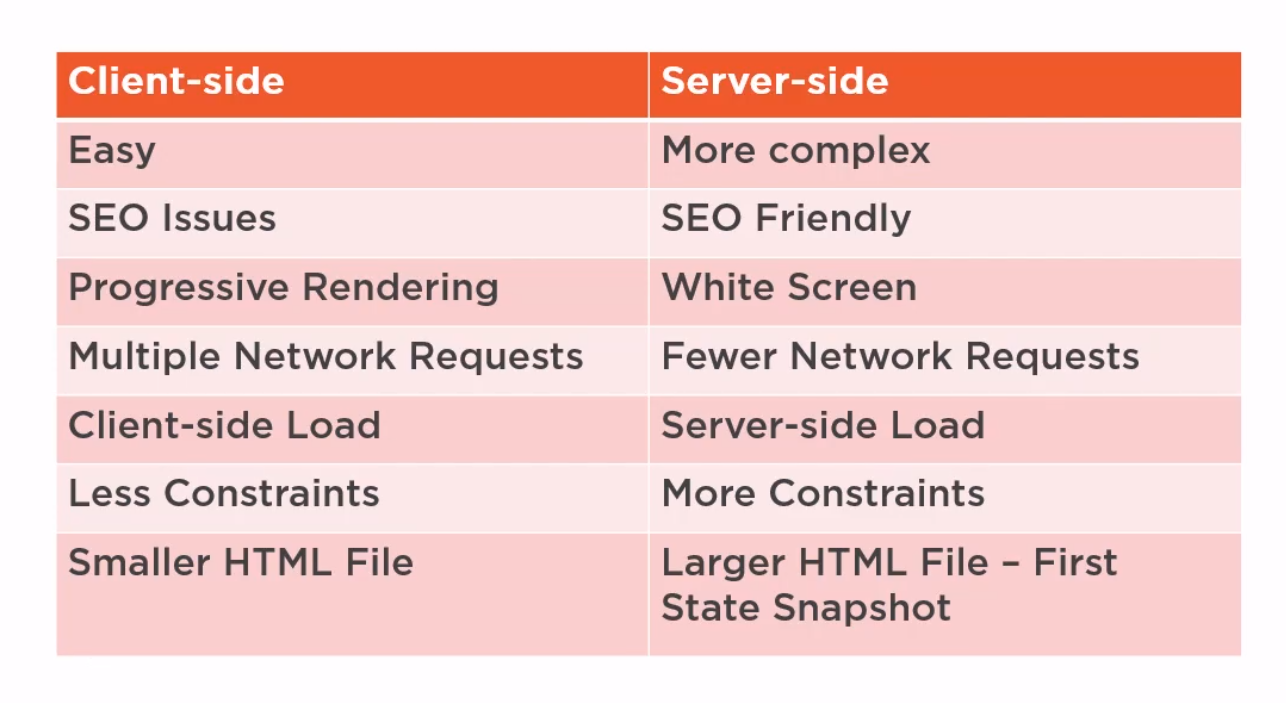 Client-side
Server-side
Easy
More complex
SEO Issues
SEO Friendly
Progressive Rendering
White Screen
Multiple Network Requests
Fewer Network Requests
Client-side Load
Server-side Load
Less Constraints
More Constraints
Smaller HTML File
Larger HTML File – First
State Snapshot